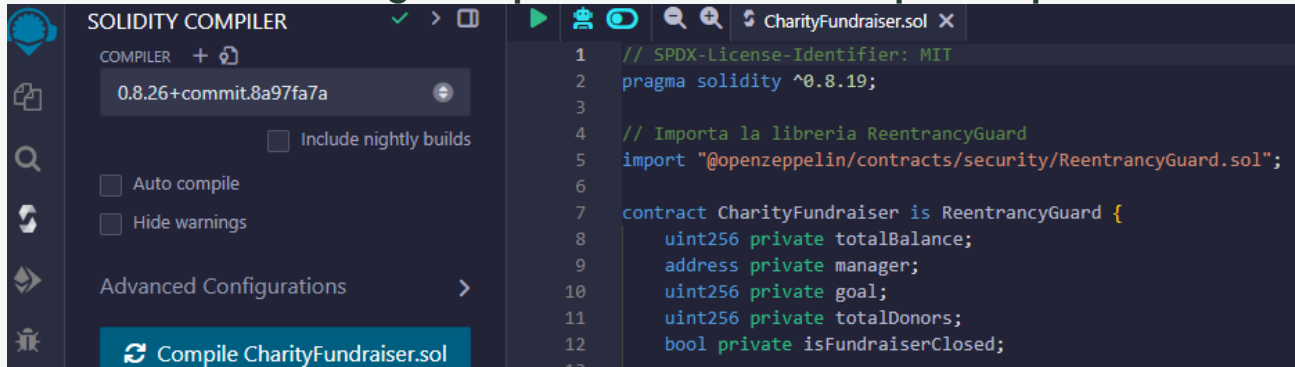 SOLIDITY COMPILER
COMPILER
0.8.26+commit.8a97fa7a
Include nightly builds
Auto compile
Hide warnings
Advanced Configurations
Compile CharityFundraiser.sol
CharityFundraiser.sol
1 // SPDX-License-Identifier: MIT
2 pragma solidity ^0.8.19;
3
4 // Importa la libreria ReentrancyGuard
5 import "@openzeppelin/contracts/security/ReentrancyGuard.sol";
6
7 contract CharityFundraiser is ReentrancyGuard {
8 uint256 private totalBalance;
9 address private manager;
10 uint256 private goal;
11 uint256 private totalDonors;
12 bool private isFundraiserClosed;